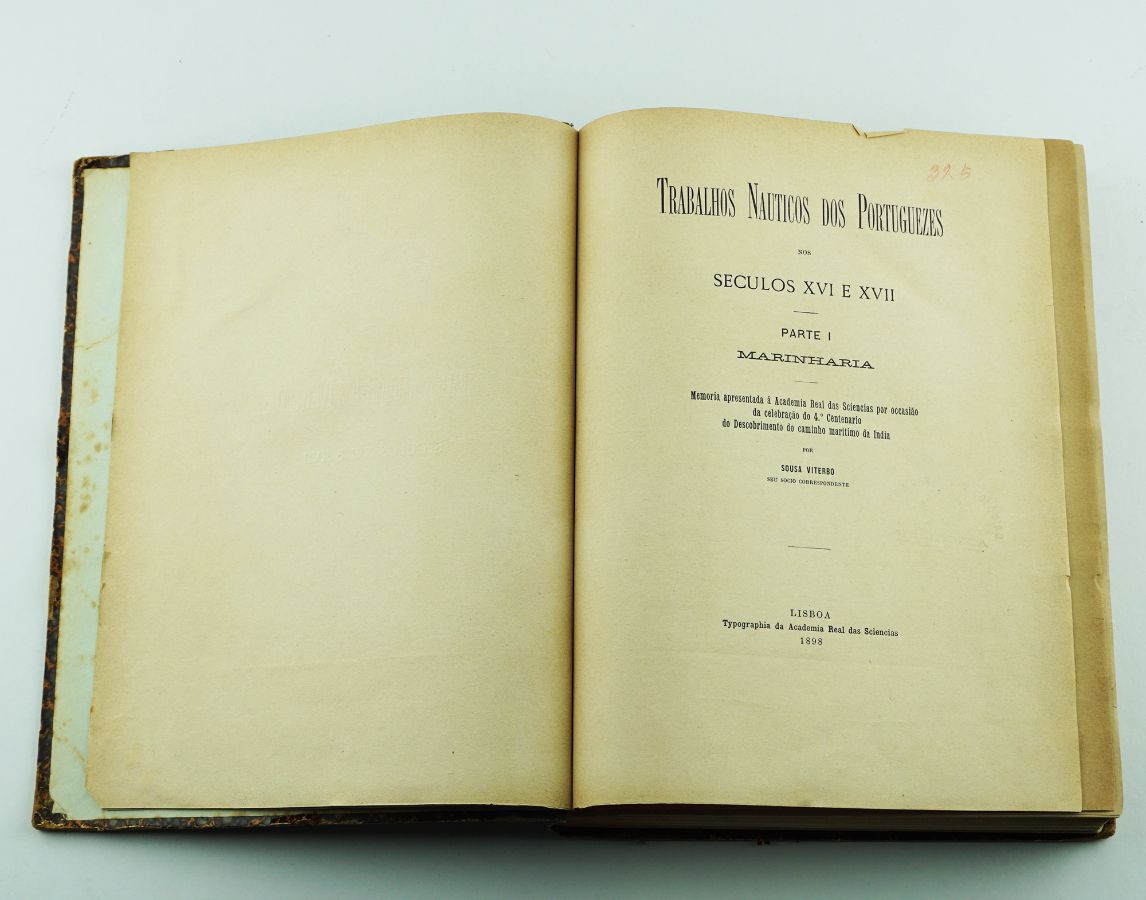 325
TRABALHOS NAUTICOS DOS PORTUGUEZES
NOS
SECULOS XVI E XVII
PARTE I
MARINHARIA
Memoria apresentada á Academia Real das Sciencias por occasião
da celebração do 4.º Centenario
do Descobrimento do caminho maritimo da India
POR
SOUSA VITERBO
SEU SOCIO CORRESPONDENTE
LISBOA
Typographia da Academia Real das Sciencias
1898